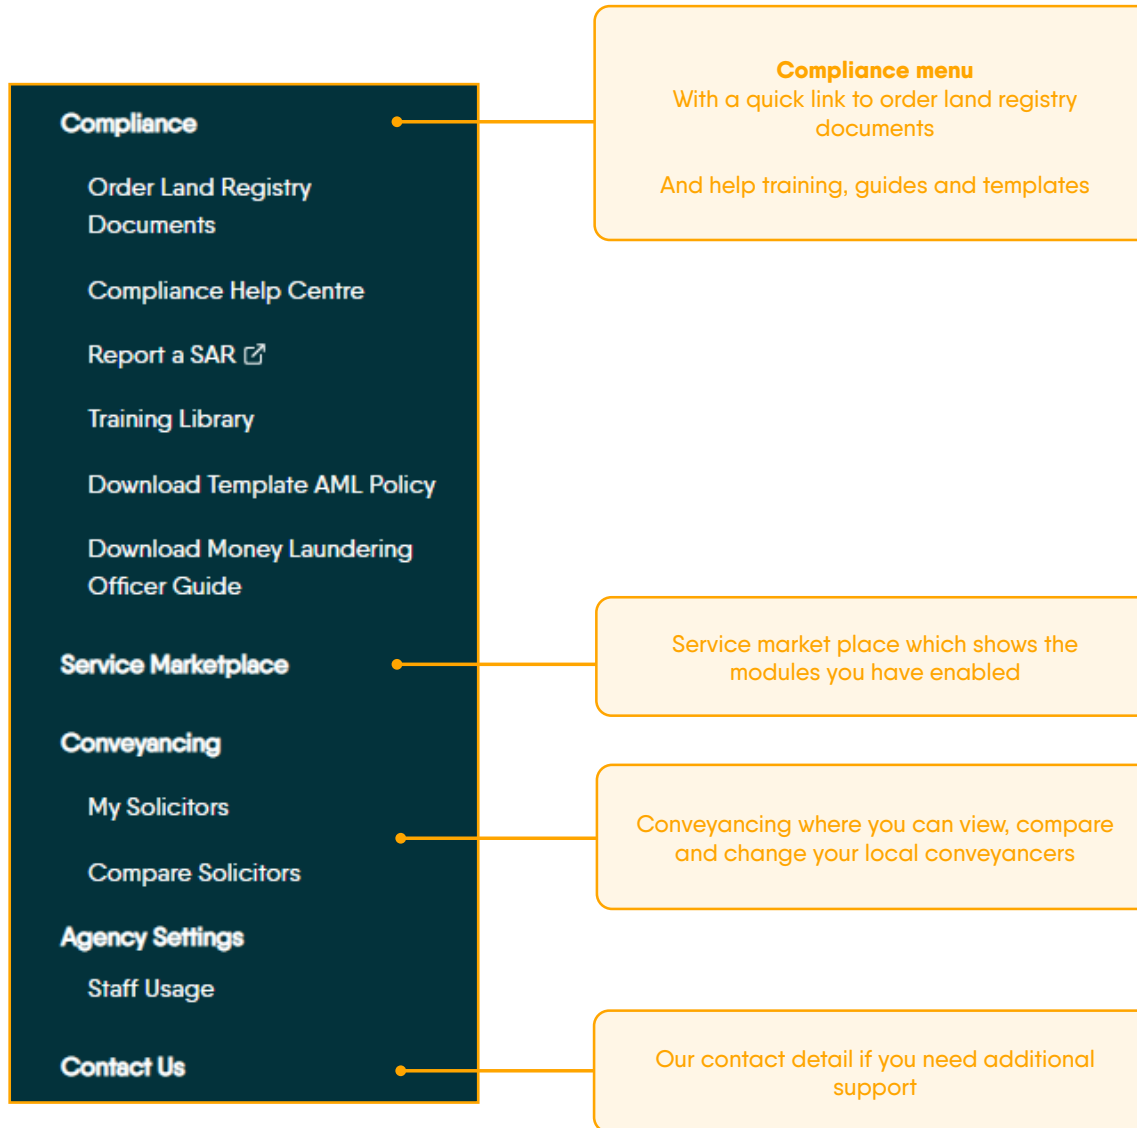 Compliance
Order Land Registry
Documents
Compliance Help Centre
Report a SAR
Training Library
Download Template AML Policy
Download Money Laundering
Officer Guide
Service Marketplace
Conveyancing
My Solicitors
Compare Solicitors
Agency Settings
Staff Usage
Contact Us
Compliance menu
With a quick link to order land registry
documents
And help training, guides and templates
Service market place which shows the
modules you have enabled
Conveyancing where you can view, compare
and change your local conveyancers
Our contact detail if you need additional
support